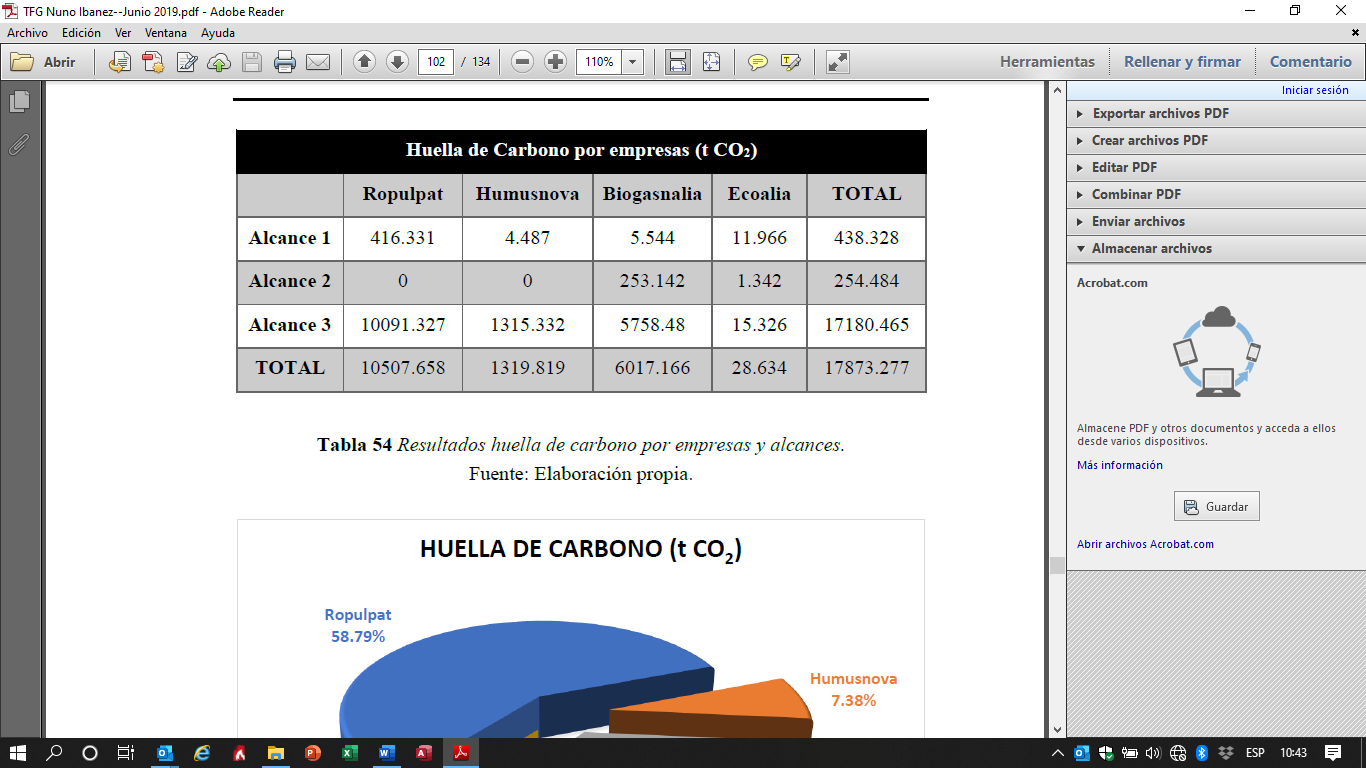 TFG Nuno Ibanez--Junio 2019.pdf - Adobe Reader
Archivo Edición Ver Ventana Ayuda
Abrir 102 / 134 110% Herramientas Rellenar y firmar Comentario
Iniciar sesión
Exportar archivos PDF
Crear archivos PDF
Editar PDF
Combinar PDF
Enviar archivos
Almacenar archivos
Acrobat.com
Almacene PDF y otros documentos y acceda a ellos
desde varios dispositivos.
Más información
Guardar
Abrir archivos Acrobat.com
Huella de Carbono por empresas (t CO₂)
Ropulpat Humusnova Biogasnalia Ecoalia TOTAL
Alcance 1 416.331 4.487 5.544 11.966 438.328
Alcance 2 0 0 253.142 1.342 254.484
Alcance 3 10091.327 1315.332 5758.48 15.326 17180.465
TOTAL 10507.658 1319.819 6017.166 28.634 17873.277
Tabla 54 Resultados huella de carbono por empresas y alcances.
Fuente: Elaboración propia.
HUELLA DE CARBONO (t CO₂)
Ropulpat
58.79%
Humusnova
7.38%
ESP 10:43